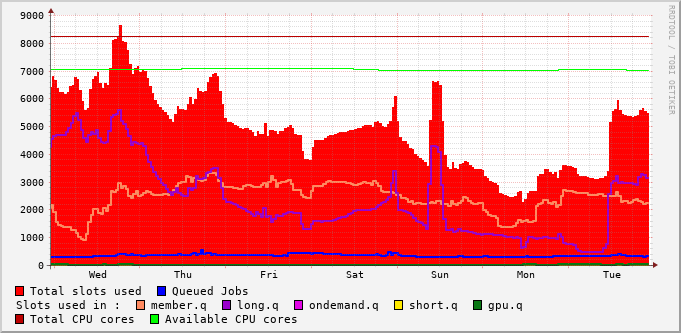 9000
8000
7000
6000
5000
4000
3000
2000
1000
0
Wed Thu Fri Sat Sun Mon Tue
RRDTOOL / TOBI OETIKER
Total slots used Queued Jobs
Slots used in : member.q long.q ondemand.q short.q gpu.q
Total CPU cores Available CPU cores